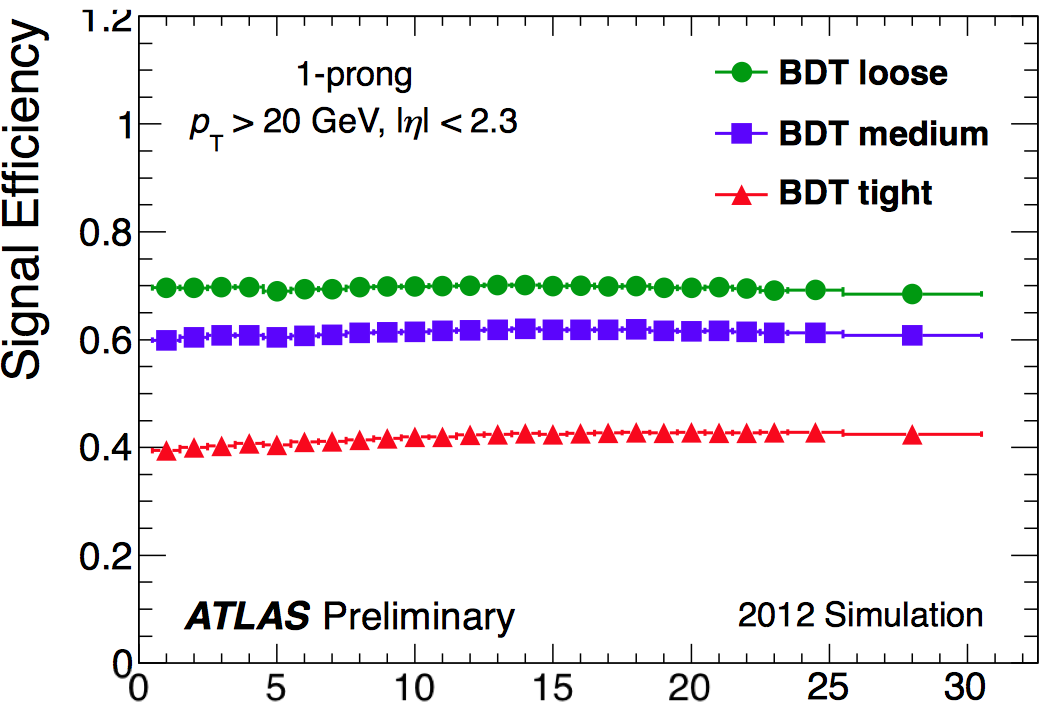 Signal Efficiency
1.2
1
0.8
0.6
0.4
0.2
0
1-prong
pT > 20 GeV, |η| < 2.3
BDT loose
BDT medium
BDT tight
ATLAS Preliminary
2012 Simulation
0 5 10 15 20 25 30